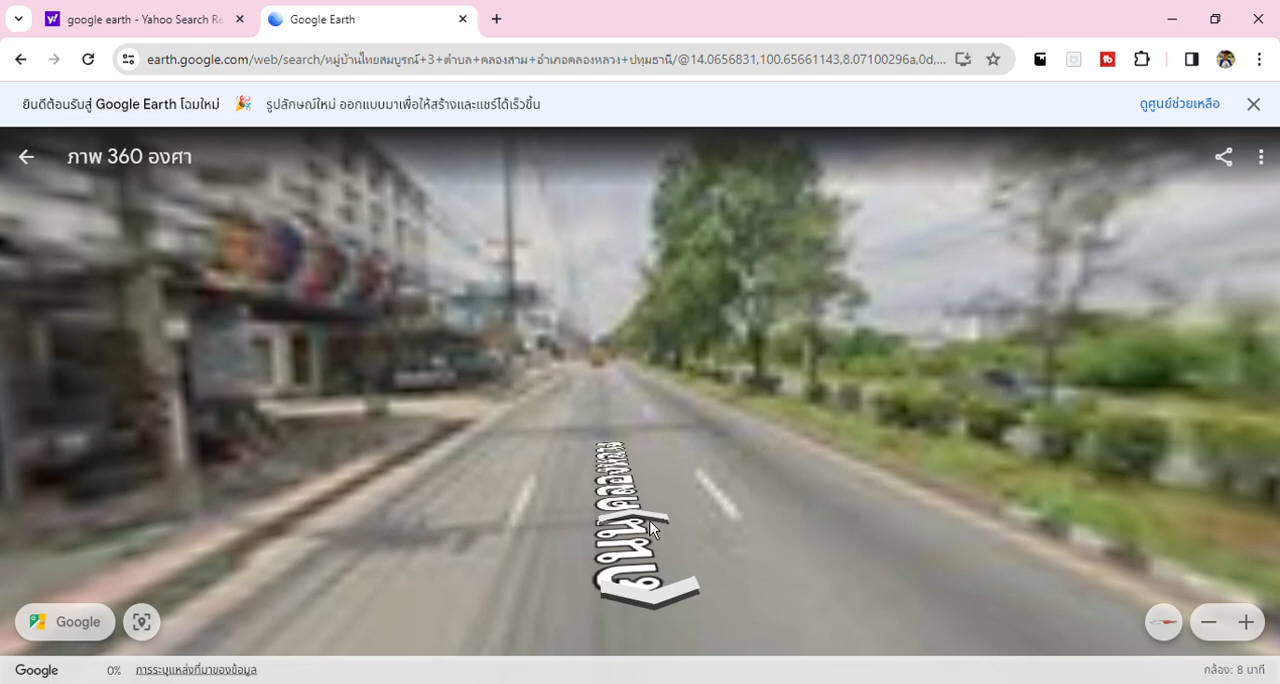 google earth - Yahoo Search Re
Google Earth
earth.google.com/web/search/หมู่บ้านไทยสมบูรณ์+3+ตำบล+คลองสาม+อำเภอคลองหลวง+ปทุมธานี/@14.0656831,100.65661143,8.07100296a,0d,...
ยินดีต้อนรับสู่ Google Earth โฉมใหม่ 🎉 รูปลักษณ์ใหม่ ออกแบบมาเพื่อให้สร้างและแชร์ได้เร็วขึ้น
ดูศูนย์ช่วยเหลือ
ภาพ 360 องศา
ถนน คลองหลวง
Google
Google 0% การระบุแหล่งที่มาของข้อมูล
กล้อง: 8 นาที